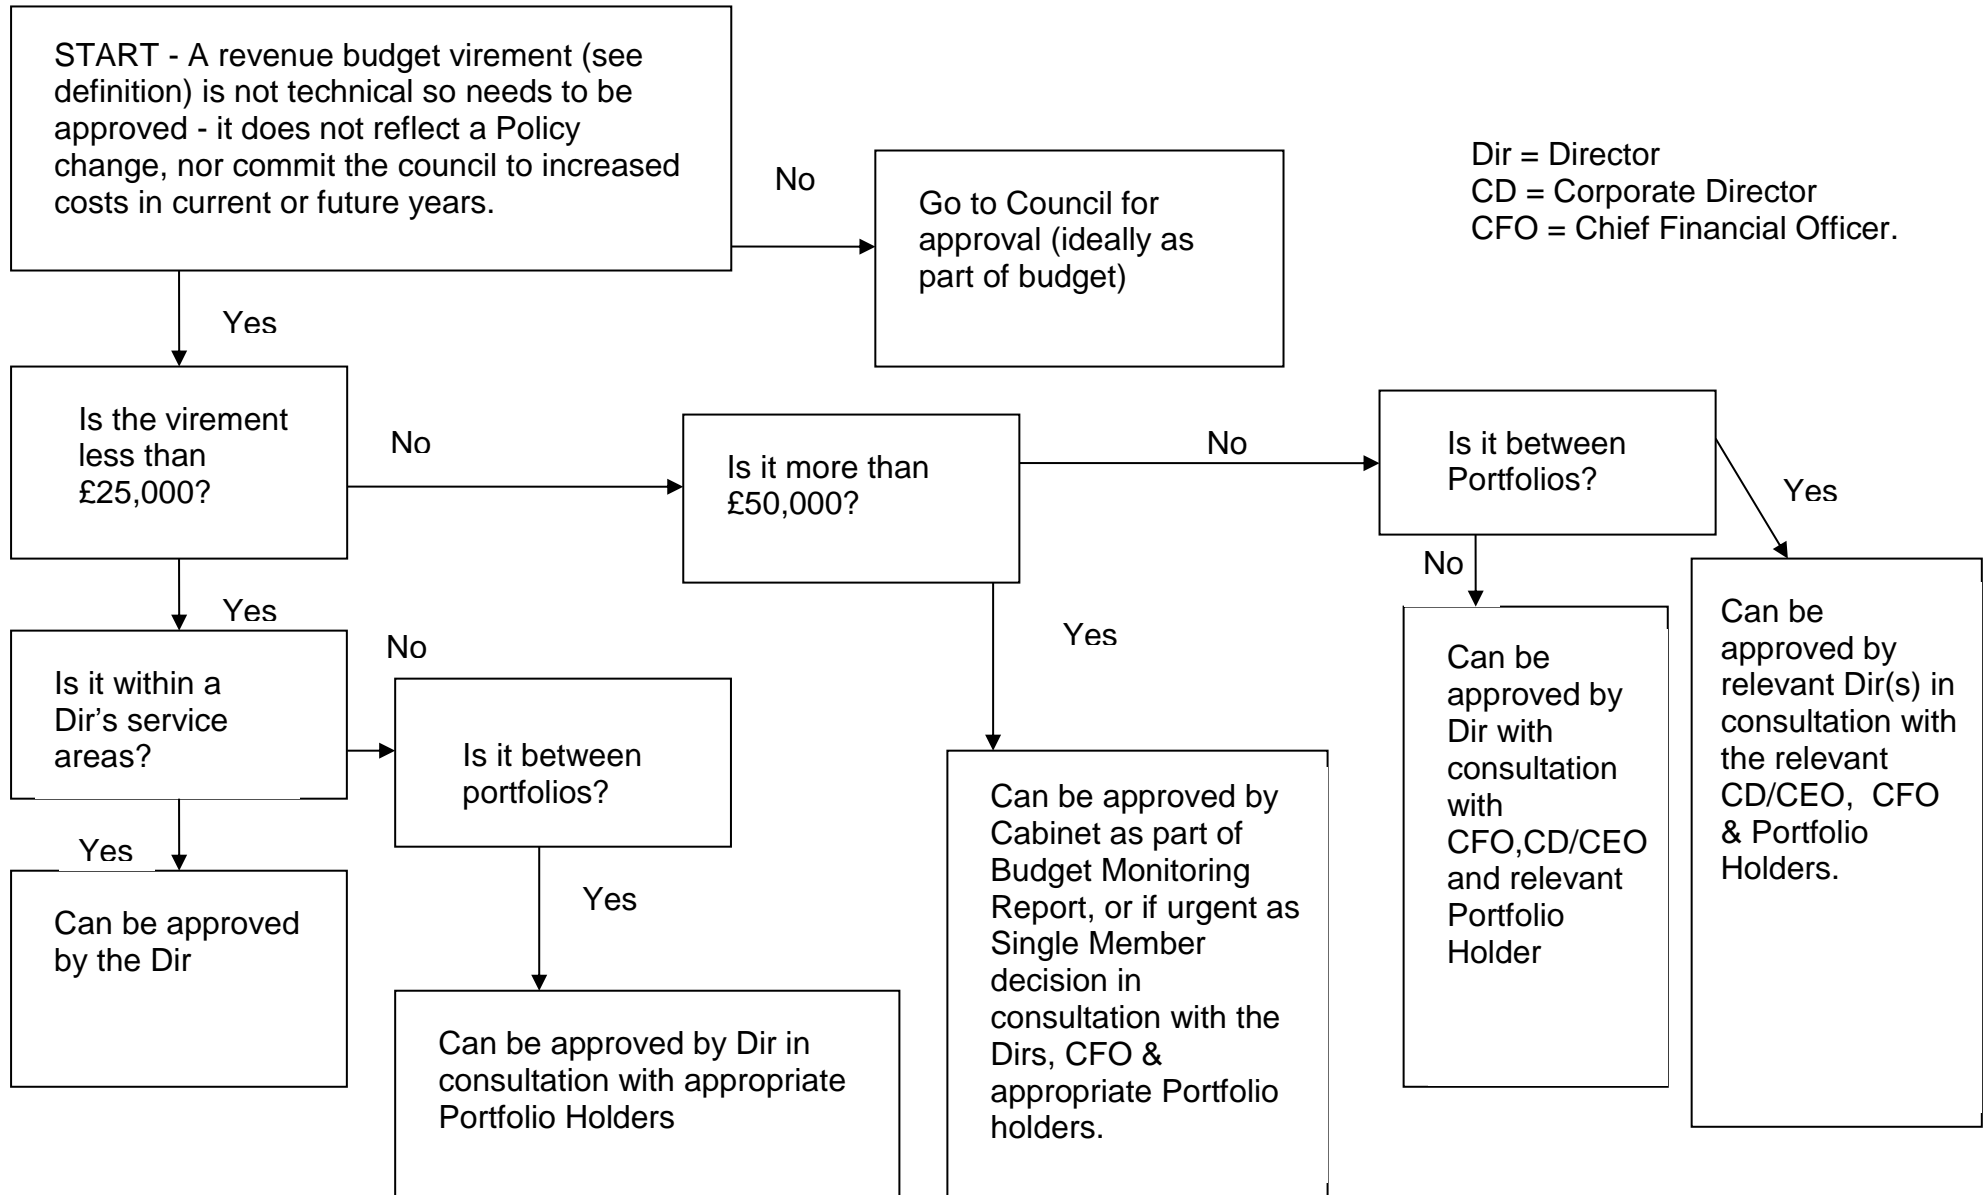 START - A revenue budget virement (see
definition) is not technical so needs to be
approved - it does not reflect a Policy
change, nor commit the council to increased
costs in current or future years.
No
Go to Council for
approval (ideally as
part of budget)
Dir = Director
CD = Corporate Director
CFO = Chief Financial Officer.
Yes
Is the virement
less than
£25,000?
No
Is it more than
£50,000?
No
Is it between
Portfolios?
Yes
No
Can be
approved by
relevant Dir(s) in
consultation with
the relevant
CD/CEO,  CFO
& Portfolio
Holders.
Can be
approved by
Dir with
consultation
with
CFO,CD/CEO
and relevant
Portfolio
Holder
Yes
Can be approved by
Cabinet as part of
Budget Monitoring
Report, or if urgent as
Single Member
decision in
consultation with the
Dirs, CFO &
appropriate Portfolio
holders.
Yes
Is it within a
Dir’s service
areas?
No
Is it between
portfolios?
Yes
Can be approved
by the Dir
Yes
Can be approved by Dir in
consultation with appropriate
Portfolio Holders